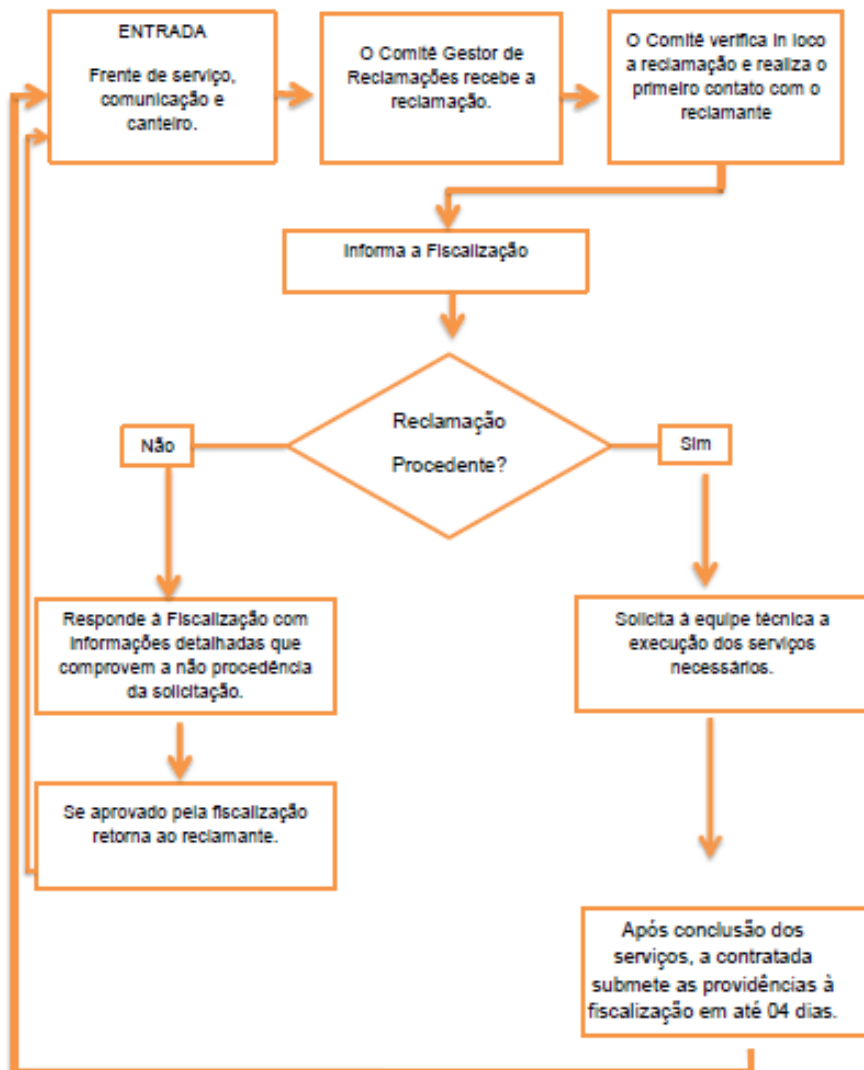 ENTRADA
Frente de serviço,
comunicação e
canteiro.
O Comitê Gestor de
Reclamações recebe a
reclamação.
O Comitê verifica in loco
a reclamação e realiza o
primeiro contato com o
reclamante
Informa a Fiscalização
Reclamação
Procedente?
Não
Sim
Responde à Fiscalização com
informações detalhadas que
comprovem a não procedência
da solicitação.
Solicita á equipe técnica a
execução dos serviços
necessários.
Se aprovado pela fiscalização
retorna ao reclamante.
Após conclusão dos
serviços, a contratada
submete as providências à
fiscalização em até 04 dias.